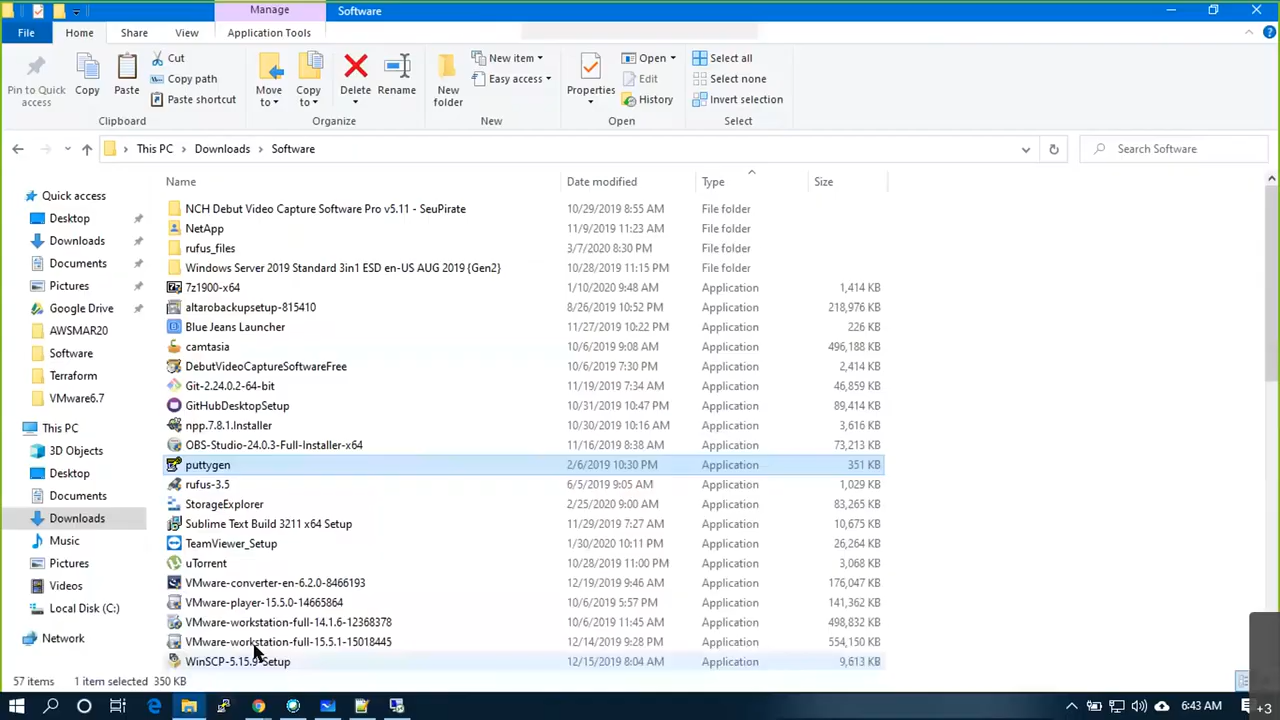 Manage
Software
File Home Share View Application Tools
Pin to Quick access
Copy
Paste
Cut
Copy path
Paste shortcut
Clipboard
Move to
Copy to
Delete
Rename
Organize
New folder
New item
Easy access
New
Properties
Open
Edit
History
Open
Select all
Select none
Invert selection
Select
This PC Downloads Software
Search Software
Quick access
Desktop
Downloads
Documents
Pictures
Google Drive
AWSMAR20
Software
Terraform
VMware6.7
This PC
3D Objects
Desktop
Documents
Downloads
Music
Pictures
Videos
Local Disk (C:)
Network
Name Date modified Type Size
NCH Debut Video Capture Software Pro v5.11 - SeuPirate 10/29/2019 8:55 AM File folder
NetApp 11/9/2019 11:23 AM File folder
rufus_files 3/7/2020 8:30 PM File folder
Windows Server 2019 Standard 3in1 ESD en-US AUG 2019 {Gen2} 10/28/2019 11:15 PM File folder
7z1900-x64 1/10/2020 9:48 AM Application 1,414 KB
altarobackupsetup-815410 8/26/2019 10:52 PM Application 218,976 KB
Blue Jeans Launcher 11/27/2019 10:22 PM Application 226 KB
camtasia 10/6/2019 9:08 AM Application 496,188 KB
DebutVideoCaptureSoftwareFree 10/6/2019 7:30 PM Application 2,414 KB
Git-2.24.0.2-64-bit 11/19/2019 7:34 AM Application 46,859 KB
GitHubDesktopSetup 10/31/2019 10:47 PM Application 89,414 KB
npp.7.8.1.Installer 10/30/2019 10:16 AM Application 3,616 KB
OBS-Studio-24.0.3-Full-Installer-x64 11/16/2019 8:38 AM Application 73,213 KB
puttygen 2/6/2019 10:30 PM Application 351 KB
rufus-3.5 6/5/2019 9:05 AM Application 1,029 KB
StorageExplorer 2/25/2020 9:00 AM Application 83,265 KB
Sublime Text Build 3211 x64 Setup 11/29/2019 7:27 AM Application 10,675 KB
TeamViewer_Setup 1/30/2020 10:11 PM Application 26,264 KB
uTorrent 10/28/2019 11:00 PM Application 3,068 KB
VMware-converter-en-6.2.0-8466193 12/19/2019 9:46 AM Application 176,047 KB
VMware-player-15.5.0-14665864 10/6/2019 5:57 PM Application 141,362 KB
VMware-workstation-full-14.1.6-12368378 10/6/2019 11:45 AM Application 498,832 KB
VMware-workstation-full-15.5.1-15018445 12/14/2019 9:28 PM Application 554,150 KB
WinSCP-5.15.9-Setup 12/15/2019 8:04 AM Application 9,613 KB
57 items 1 item selected 350 KB
6:43 AM
+3